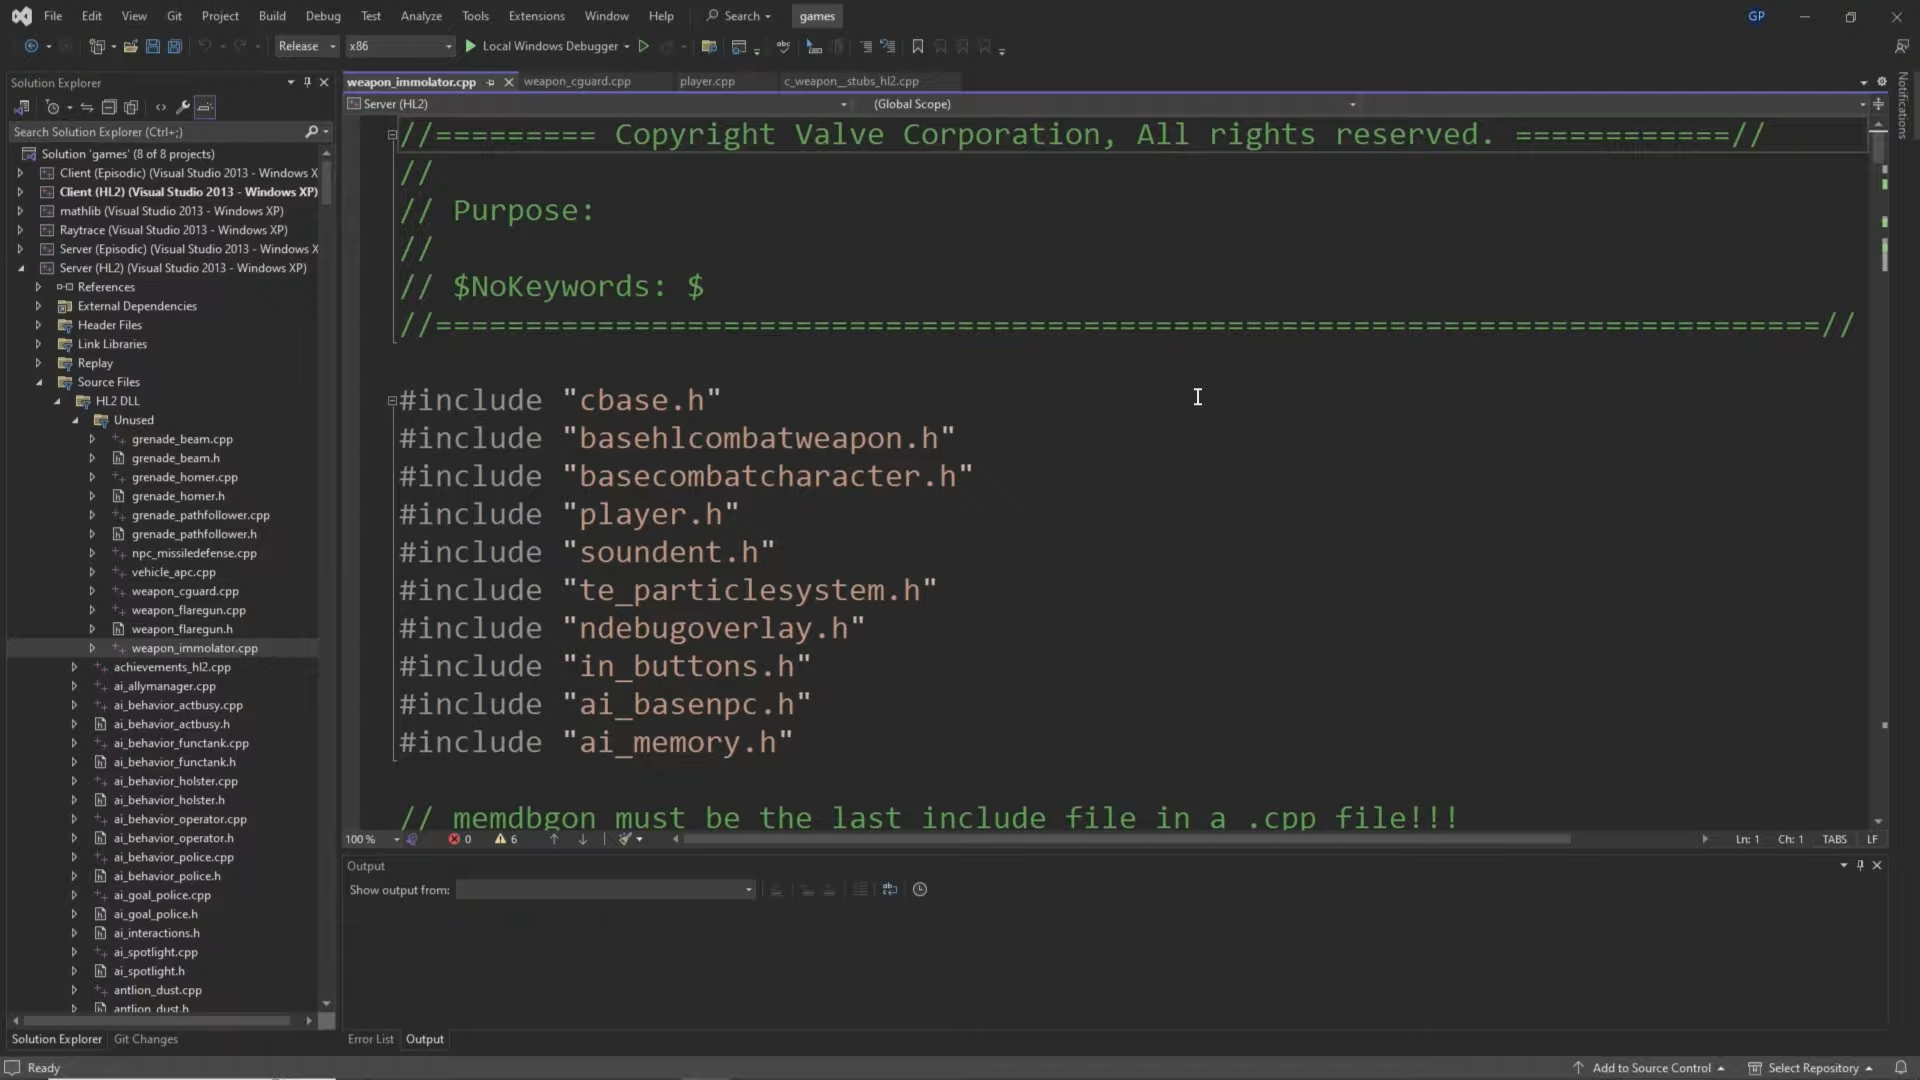 File Edit View Git Project Build Debug Test Analyze Tools Extensions Window Help Search games GP
Release x86 Local Windows Debugger
Solution Explorer
Search Solution Explorer (Ctrl+;)
Solution 'games' (8 of 8 projects)
Client (Episodic) (Visual Studio 2013 - Windows X
Client (HL2) (Visual Studio 2013 - Windows XP)
mathlib (Visual Studio 2013 - Windows XP)
Raytrace (Visual Studio 2013 - Windows XP)
Server (Episodic) (Visual Studio 2013 - Windows X
Server (HL2) (Visual Studio 2013 - Windows XP)
References
External Dependencies
Header Files
Link Libraries
Replay
Source Files
HL2 DLL
Unused
grenade_beam.cpp
grenade_beam.h
grenade_homer.cpp
grenade_homer.h
grenade_pathfollower.cpp
grenade_pathfollower.h
npc_missiledefense.cpp
vehicle_apc.cpp
weapon_cguard.cpp
weapon_flaregun.cpp
weapon_flaregun.h
weapon_immolator.cpp
achievements_hl2.cpp
ai_allymanager.cpp
ai_behavior_actbusy.cpp
ai_behavior_actbusy.h
ai_behavior_functank.cpp
ai_behavior_functank.h
ai_behavior_holster.cpp
ai_behavior_holster.h
ai_behavior_operator.cpp
ai_behavior_operator.h
ai_behavior_police.cpp
ai_behavior_police.h
ai_goal_police.cpp
ai_goal_police.h
ai_interactions.h
ai_spotlight.cpp
ai_spotlight.h
antlion_dust.cpp
antlion_dust.h
Solution Explorer Git Changes
weapon_immolator.cpp weapon_cguard.cpp player.cpp c_weapon__stubs_hl2.cpp
Server (HL2) (Global Scope)
//========= Copyright Valve Corporation, All rights reserved. ============//
//
// Purpose:
//
// $NoKeywords: $
//=============================================================================//
#include "cbase.h"
#include "basehlcombatweapon.h"
#include "basecombatcharacter.h"
#include "player.h"
#include "soundent.h"
#include "te_particlesystem.h"
#include "ndebugoverlay.h"
#include "in_buttons.h"
#include "ai_basenpc.h"
#include "ai_memory.h"
// memdbgon must be the last include file in a .cpp file!!!
100 % 0 6 Ln: 1 Ch: 1 TABS LF
Output
Show output from:
Error List Output
Notifications
Ready Add to Source Control Select Repository